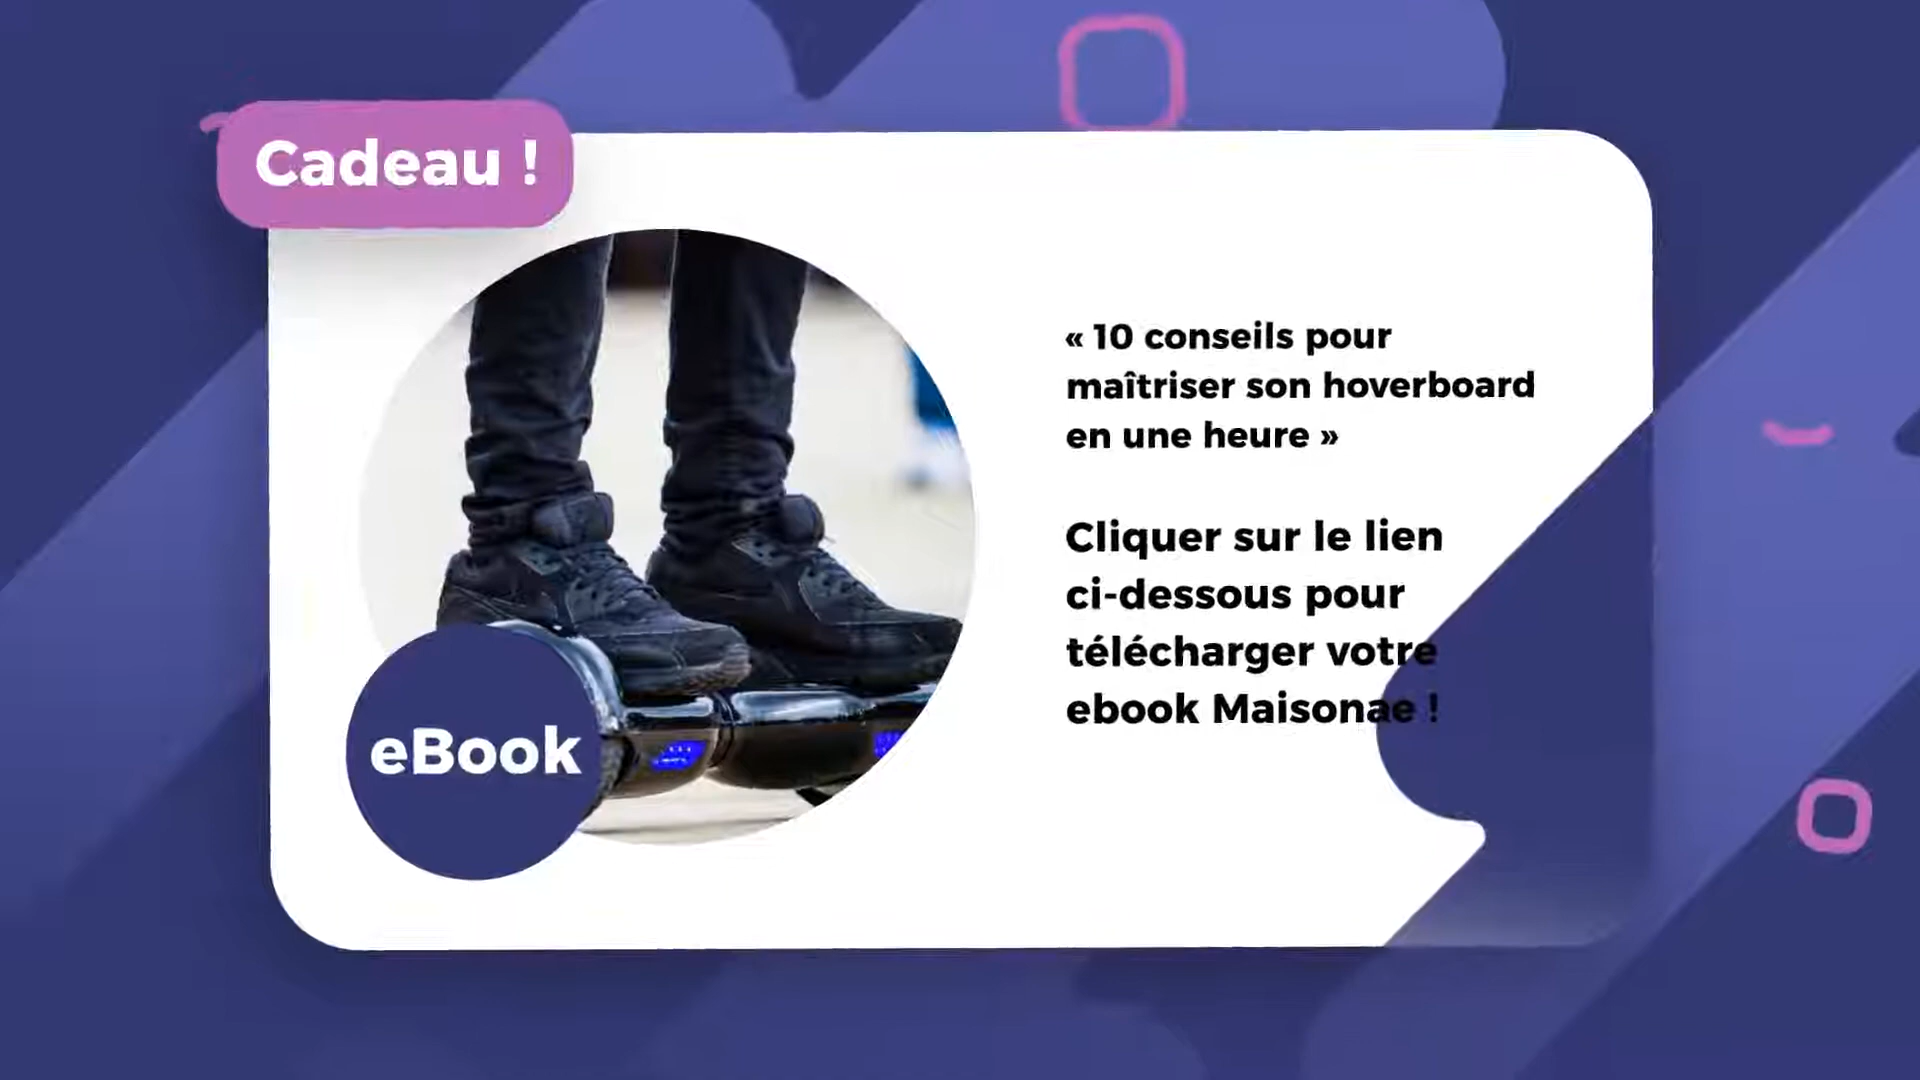 Cadeau !
« 10 conseils pour
maîtriser son hoverboard
en une heure »
Cliquer sur le lien
ci-dessous pour
télécharger votre
ebook Maisonae !
eBook